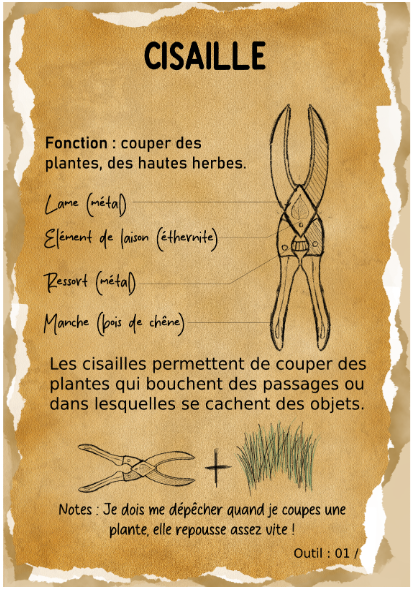 CISAILLE
Fonction : couper des
plantes, des hautes herbes.
Lame (métal)
Elément de laison (éthernite)
Ressort (métal)
Manche (bois de chêne)
Les cisailles permettent de couper des
plantes qui bouchent des passages ou
dans lesquelles se cachent des objets.
Notes : Je dois me dépêcher quand je coupes une
plante, elle repousse assez vite !
Outil : 01 /